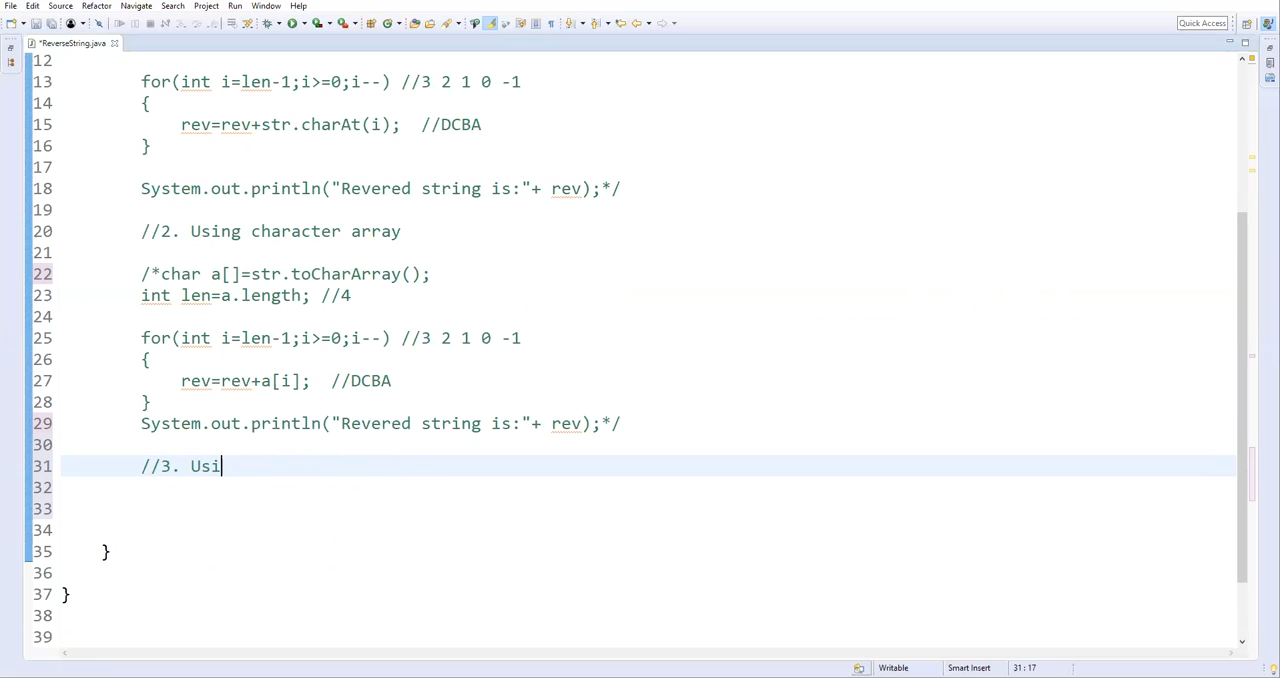 File Edit Source Refactor Navigate Search Project Run Window Help
Quick Access
*ReverseString.java
12
13 for(int i=len-1;i>=0;i--) //3 2 1 0 -1
14 {
15 rev=rev+str.charAt(i); //DCBA
16 }
17
18 System.out.println("Revered string is:"+ rev);*/
19
20 //2. Using character array
21
22 /*char a[]=str.toCharArray();
23 int len=a.length; //4
24
25 for(int i=len-1;i>=0;i--) //3 2 1 0 -1
26 {
27 rev=rev+a[i]; //DCBA
28 }
29 System.out.println("Revered string is:"+ rev);*/
30
31 //3. Usi
32
33
34
35 }
36
37 }
38
39
Writable Smart Insert 31 : 17